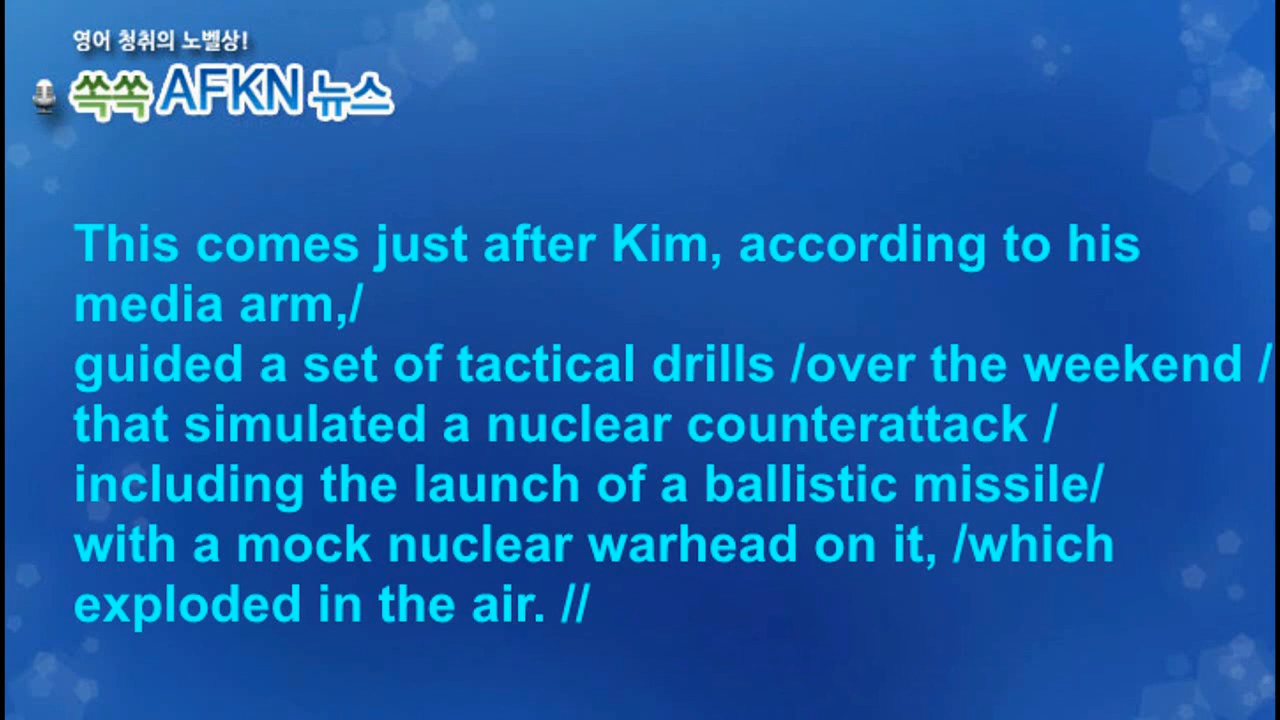 영어 청취의 노벨상!
쏙쏙 AFKN 뉴스
This comes just after Kim, according to his
media arm,/
guided a set of tactical drills /over the weekend /
that simulated a nuclear counterattack /
including the launch of a ballistic missile/
with a mock nuclear warhead on it, /which
exploded in the air. //